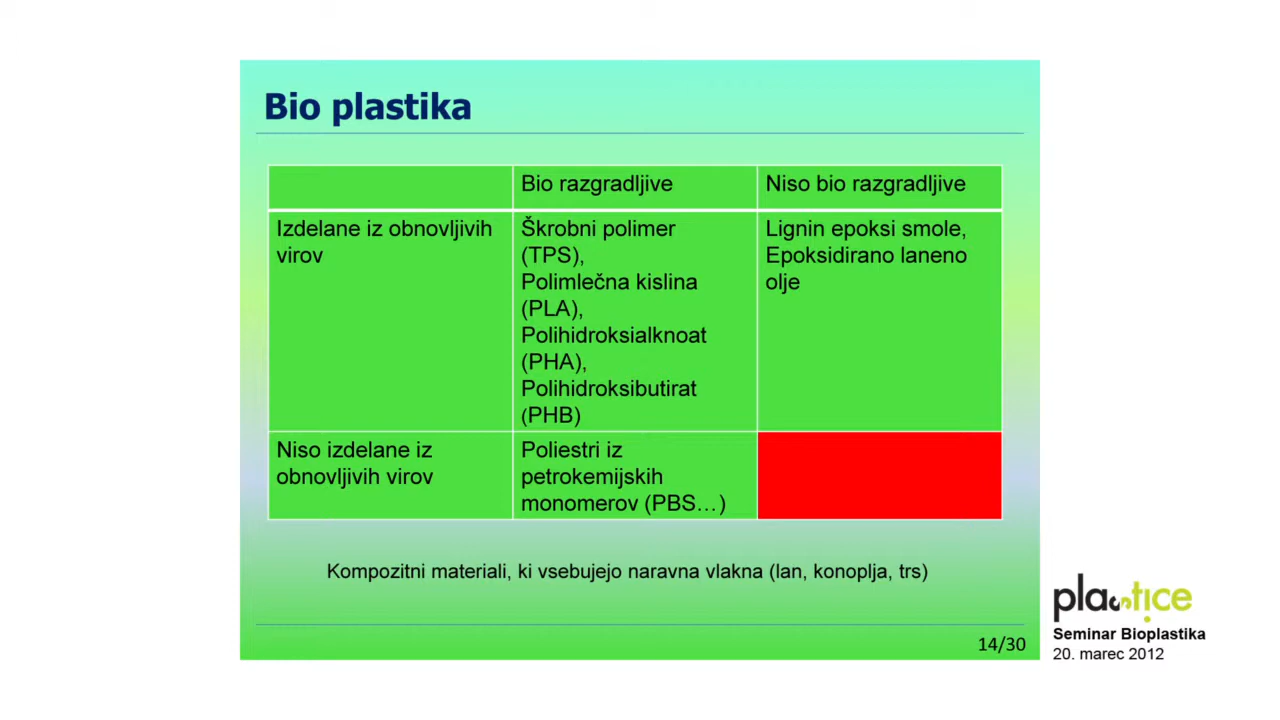 Bio plastika
Bio razgradljive
Niso bio razgradljive
Izdelane iz obnovljivih
virov
Škrobni polimer
(TPS),
Polimlečna kislina
(PLA),
Polihidroksialknoat
(PHA),
Polihidroksibutirat
(PHB)
Lignin epoksi smole,
Epoksidirano laneno
olje
Niso izdelane iz
obnovljivih virov
Poliestri iz
petrokemijskih
monomerov (PBS…)
Kompozitni materiali, ki vsebujejo naravna vlakna (lan, konoplja, trs)
14/30
plastice
Seminar Bioplastika
20. marec 2012